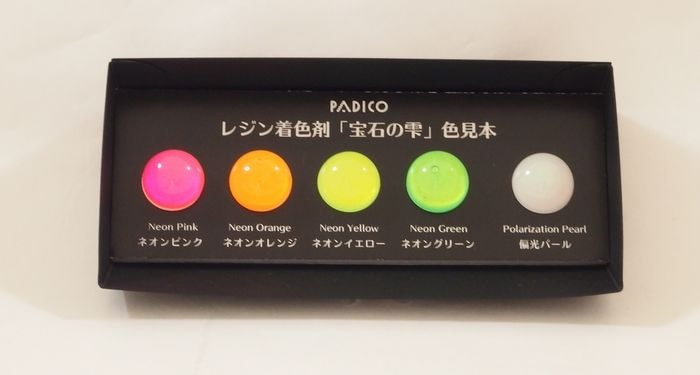 PADICO
レジン着色剤「宝石の雫」色見本
Neon Pink
ネオンピンク
Neon Orange
ネオンオレンジ
Neon Yellow
ネオンイエロー
Neon Green
ネオングリーン
Polarization Pearl
偏光パール